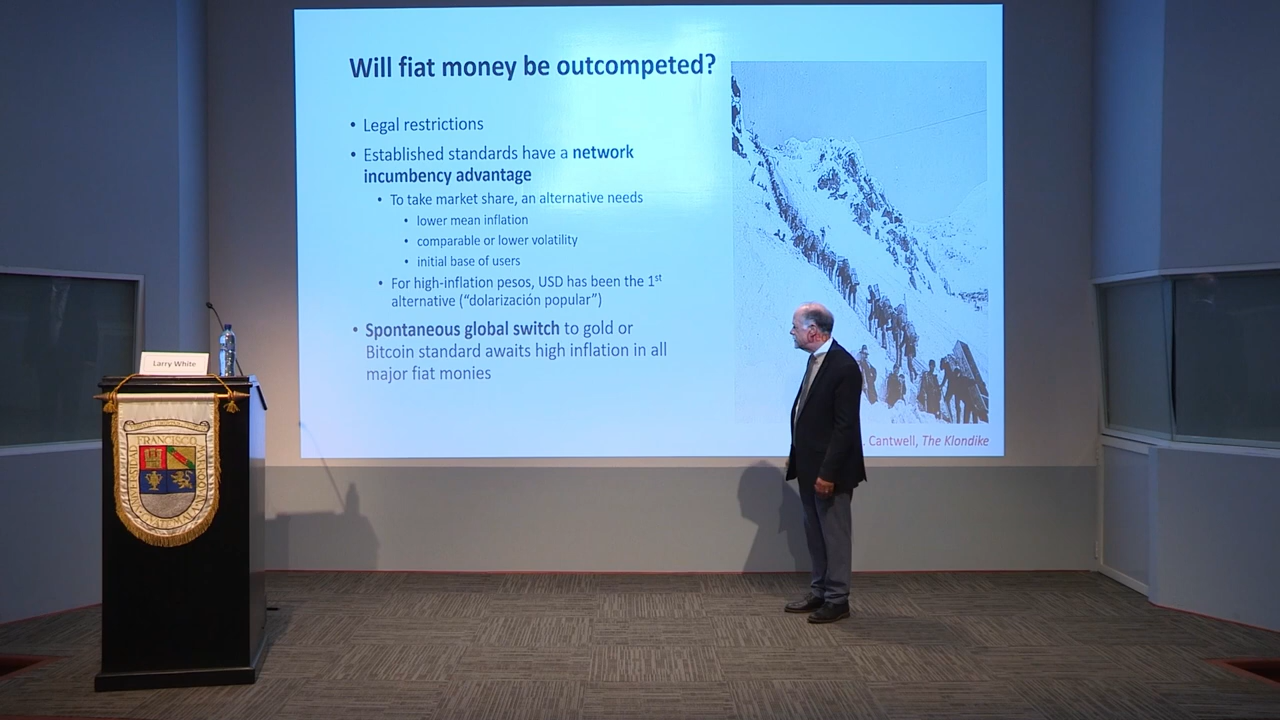 Will fiat money be outcompeted?
• Legal restrictions
• Established standards have a network
incumbency advantage
• To take market share, an alternative needs
• lower mean inflation
• comparable or lower volatility
• initial base of users
• For high-inflation pesos, USD has been the 1st
alternative (“dolarización popular”)
• Spontaneous global switch to gold or
Bitcoin standard awaits high inflation in all
major fiat monies
. Cantwell, The Klondike
Larry White
UNIVERSIDAD FRANCISCO MARROQUIN